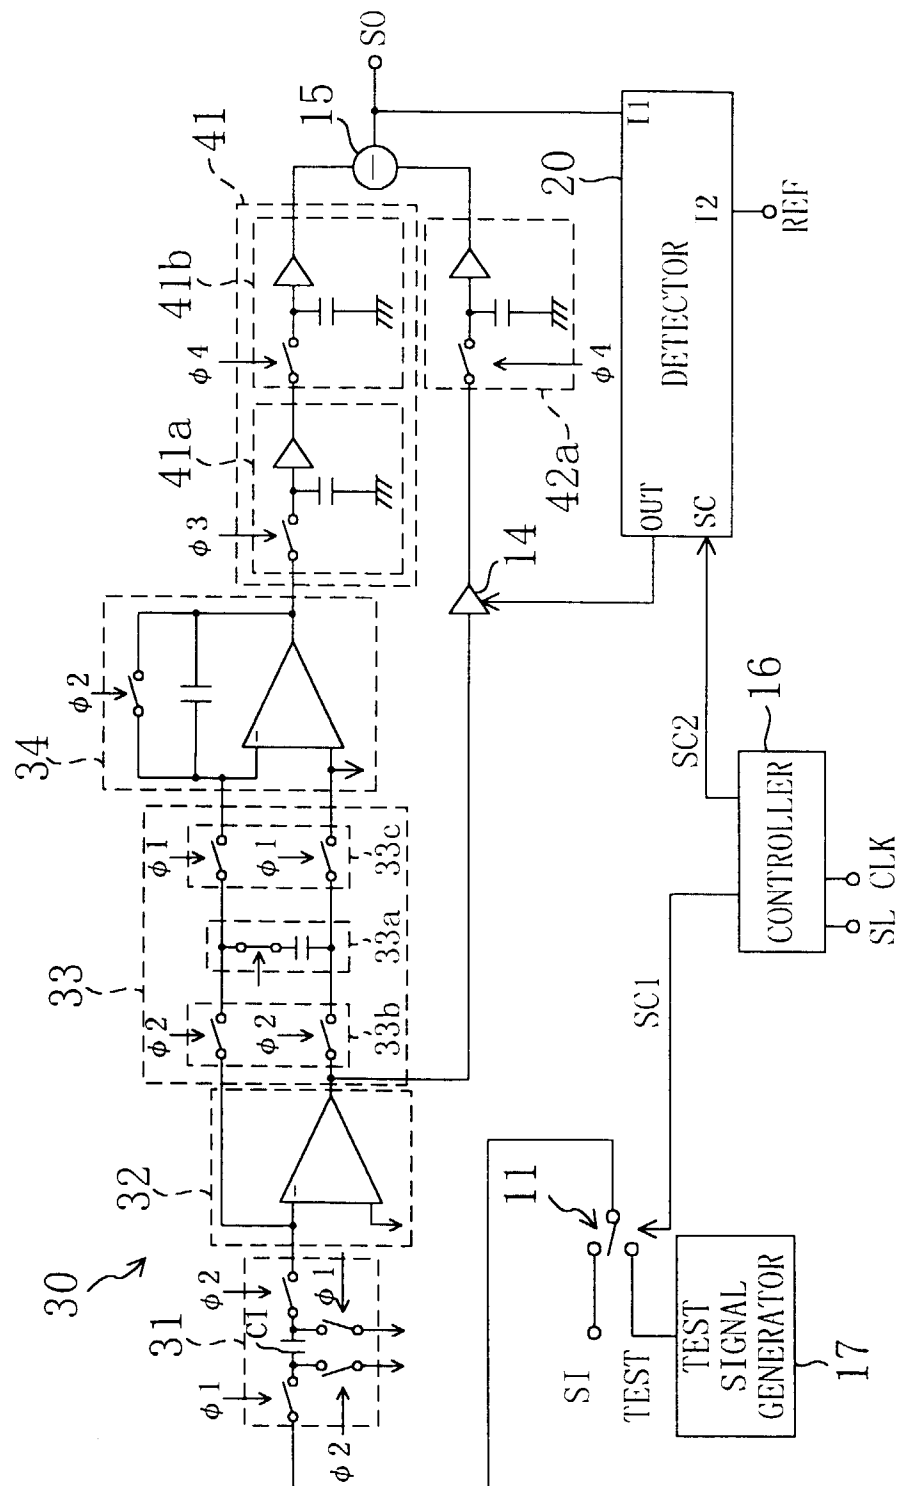 30
31
φ1
C1
φ2
φ2
φ1
32
−
33
φ2
φ2
33b
33a
φ1
φ1
33c
34
φ2
−
41
41a
φ3
41b
φ4
15
−
SO
14
42a
φ4
20
I1
I2
DETECTOR
OUT
SC
REF
11
SI
TEST
TEST
SIGNAL
GENERATOR
17
SC1
SC2
16
CONTROLLER
SL
CLK